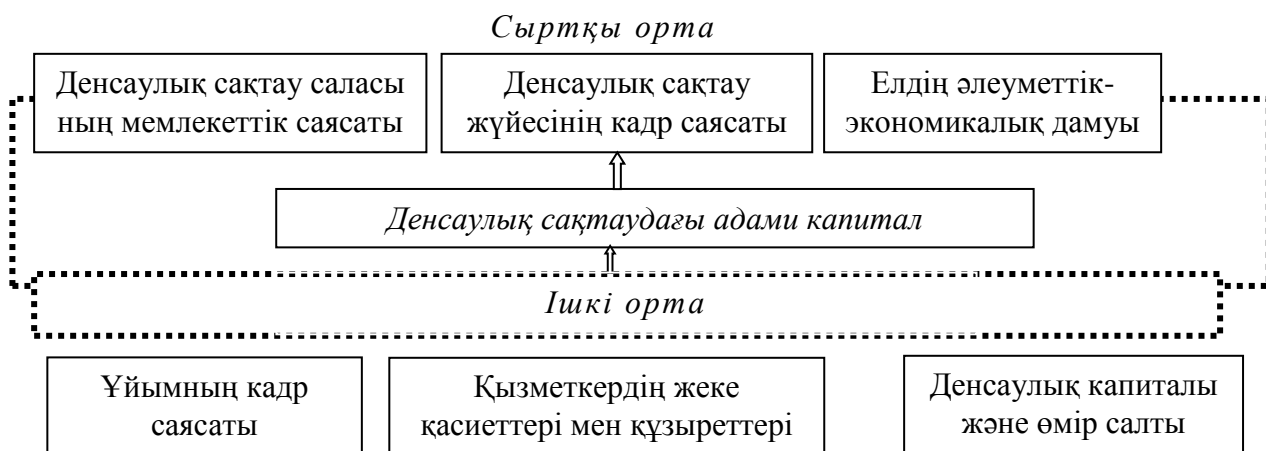 Сыртқы орта
Денсаулық сақтау саласы
ның мемлекеттік саясаты
Денсаулық сақтау
жүйесінің кадр саясаты
Елдің әлеуметтік-
экономикалық дамуы
Денсаулық сақтаудағы адами капитал
Ішкі орта
Ұйымның кадр
саясаты
Қызметкердің жеке
қасиеттері мен құзыреттері
Денсаулық капиталы
және өмір салты